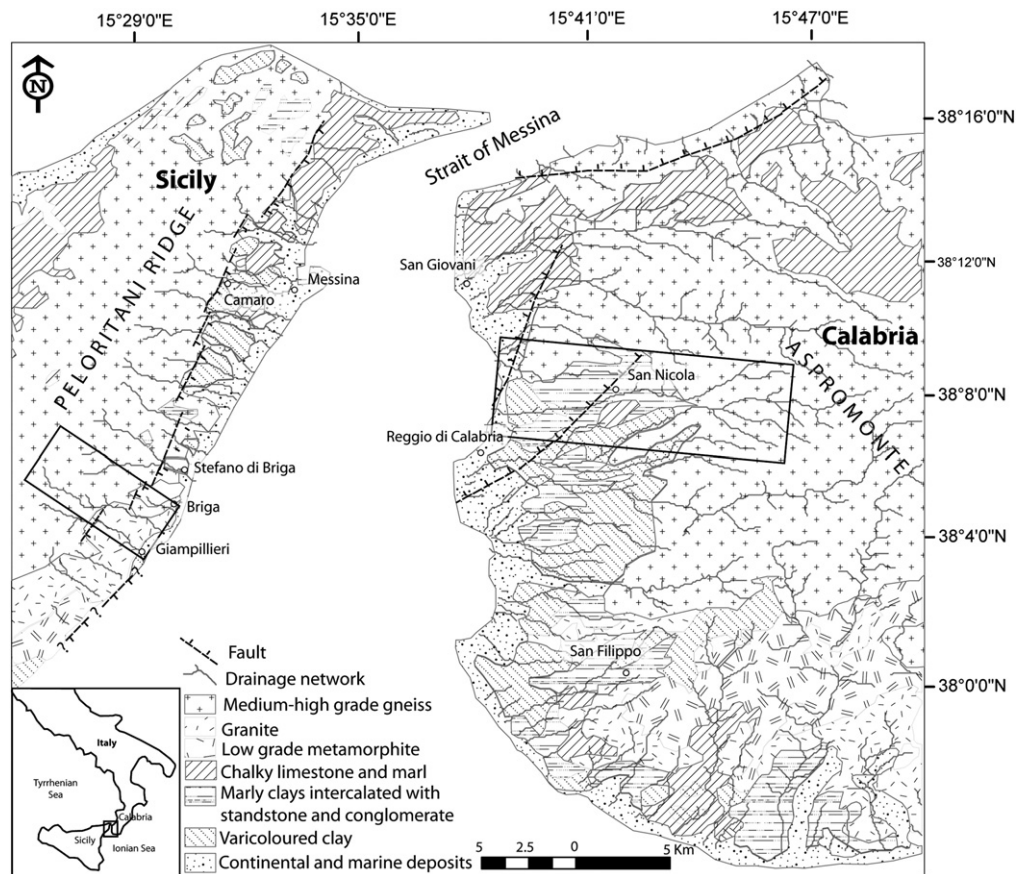 15°29'0"E
15°35'0"E
15°41'0"E
15°47'0"E
N
38°16'0"N
Strait of Messina
Sicily
PELORITANI RIDGE
San Giovani
38°12'0"N
Messina
Camaro
Calabria
ASPROMONTE
San Nicola
38°8'0"N
Reggio di Calabria
Stefano di Briga
Briga
Giampillieri
38°4'0"N
?
?
San Filippo
38°0'0"N
Fault
Drainage network
Medium-high grade gneiss
Granite
Low grade metamorphite
Chalky limestone and marl
Marly clays intercalated with
standstone and conglomerate
Varicoloured clay
Continental and marine deposits
Italy
Tyrrhenian
Sea
Calabria
Sicily
Ionian Sea
5 2.5 0 5 Km